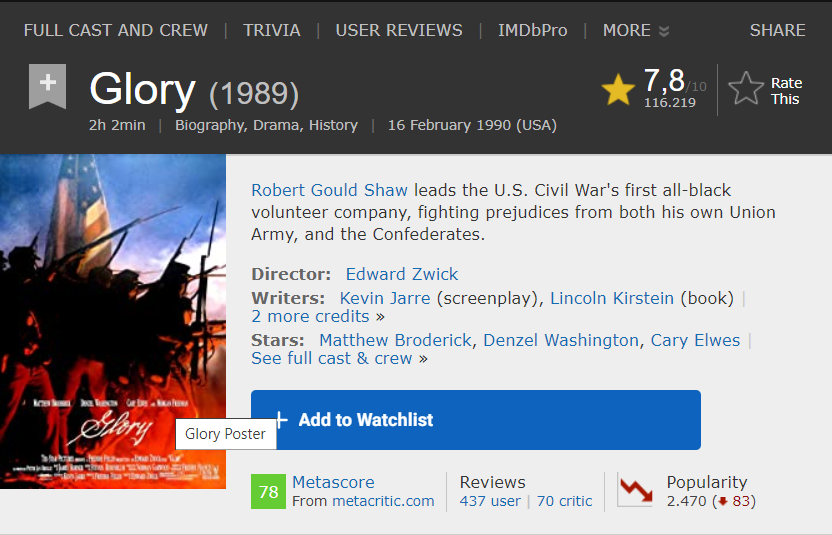 FULL CAST AND CREW | TRIVIA | USER REVIEWS | IMDbPro | MORE SHARE
Glory (1989)
7,8/10
116.219
Rate
This
2h 2min | Biography, Drama, History | 16 February 1990 (USA)
Robert Gould Shaw leads the U.S. Civil War's first all-black
volunteer company, fighting prejudices from both his own Union
Army, and the Confederates.
Director: Edward Zwick
Writers: Kevin Jarre (screenplay), Lincoln Kirstein (book) |
2 more credits »
Stars: Matthew Broderick, Denzel Washington, Cary Elwes |
See full cast & crew »
MATTHEW BRODERICK DENZEL WASHINGTON CARY ELWES AND MORGAN FREEMAN
Glory
Glory Poster
+ Add to Watchlist
78 Metascore
From metacritic.com
Reviews
437 user | 70 critic
Popularity
2.470 (83)